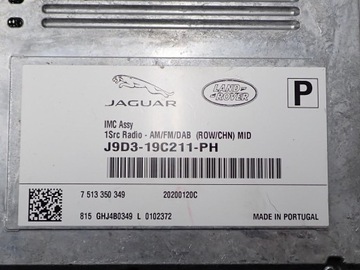 JAGUAR
LAND ROVER
P
IMC Assy
1Src Radio - AM/FM/DAB (ROW/CHN) MID
J9D3-19C211-PH
7 513 350 349 20200120C
815 GHJ4B0349 L 0102372 MADE IN PORTUGAL